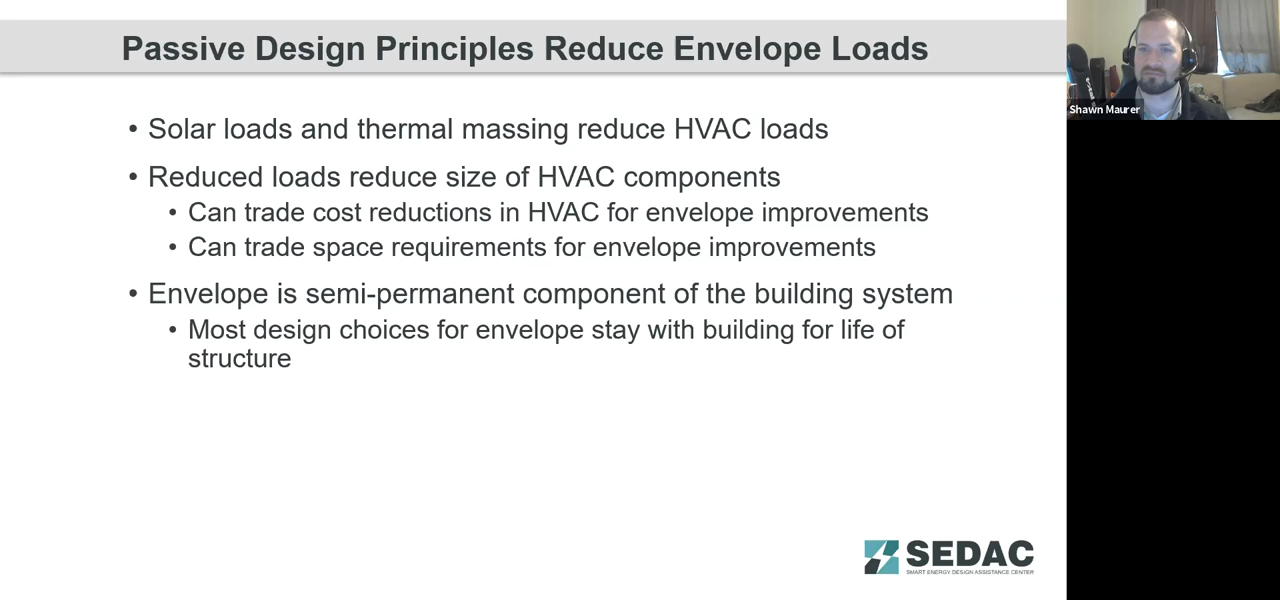 Passive Design Principles Reduce Envelope Loads
• Solar loads and thermal massing reduce HVAC loads
• Reduced loads reduce size of HVAC components
• Can trade cost reductions in HVAC for envelope improvements
• Can trade space requirements for envelope improvements
• Envelope is semi-permanent component of the building system
• Most design choices for envelope stay with building for life of
structure
Shawn Maurer
SEDAC
SMART ENERGY DESIGN ASSISTANCE CENTER